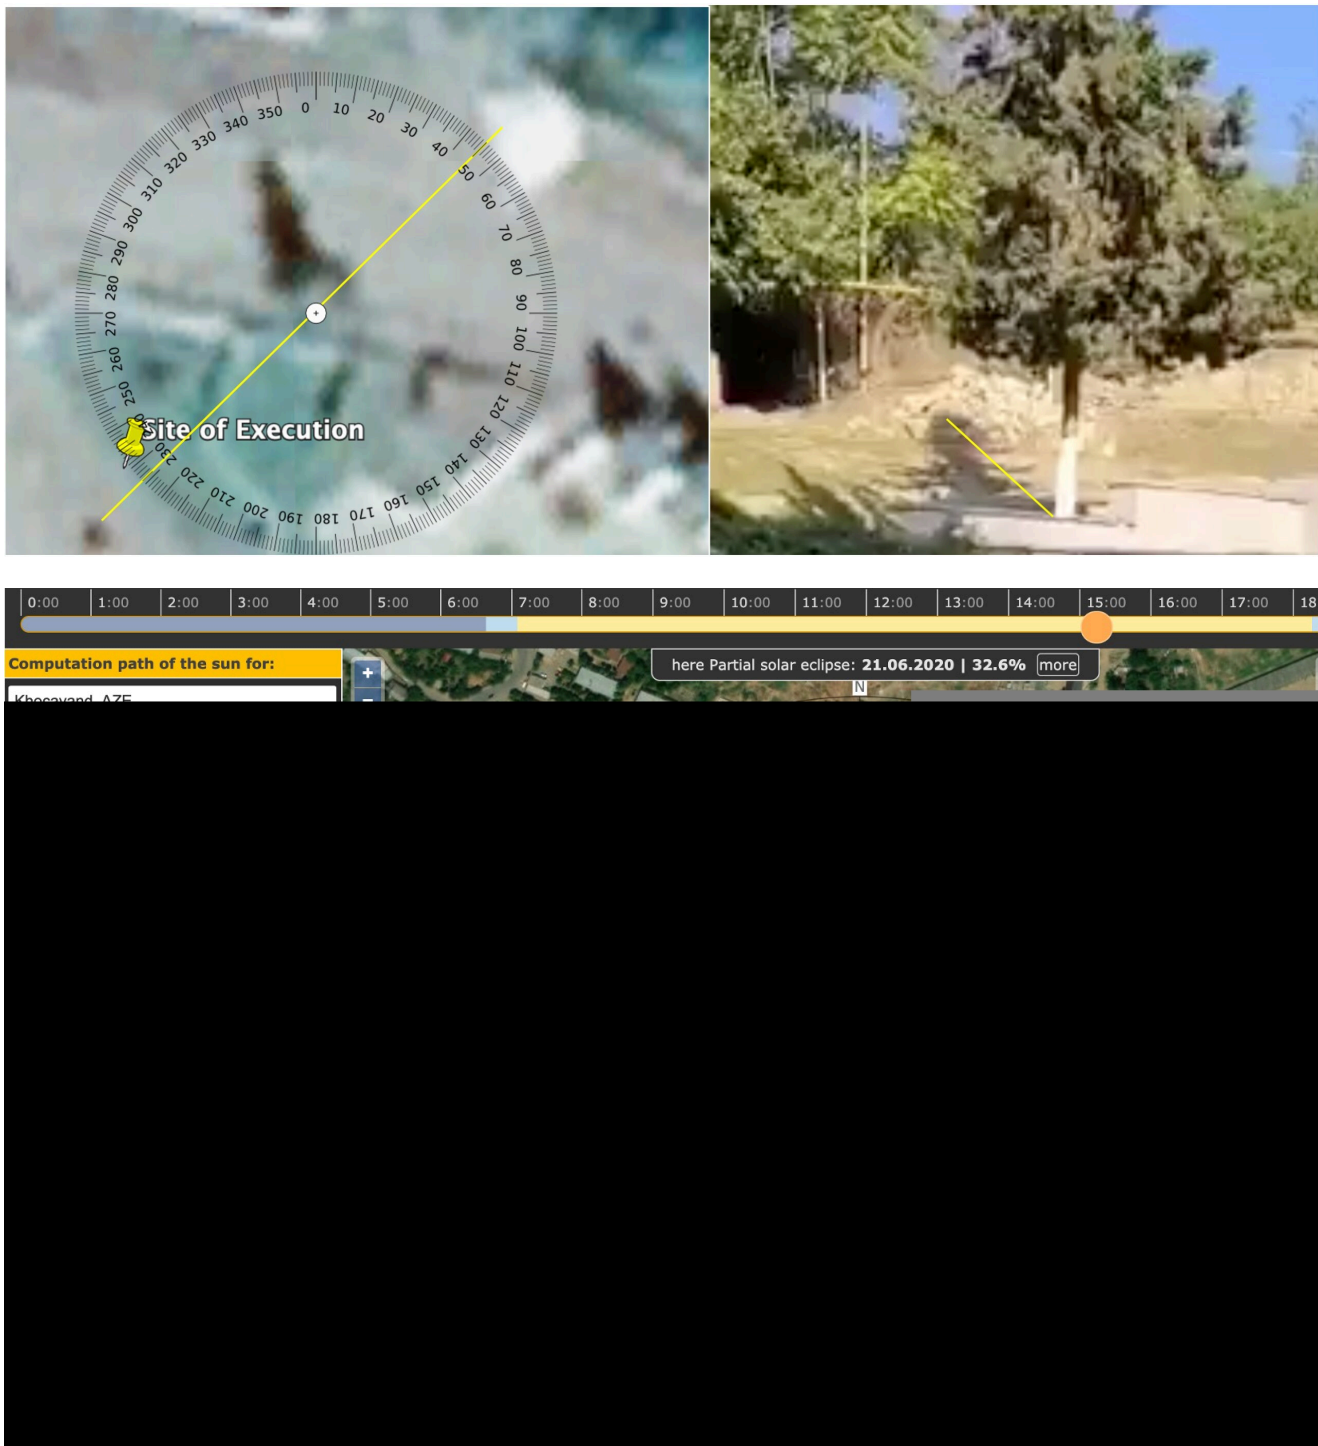 0 10 20 30 40 50 60 70 80 90 100 110 120 130 140 150 160 170 180 190 200 210 220 230 250 260 270 280 290 300 310 320 330 340 350
Site of Execution
0:00 1:00 2:00 3:00 4:00 5:00 6:00 7:00 8:00 9:00 10:00 11:00 12:00 13:00 14:00 15:00 16:00 17:00 18
Computation path of the sun for:
here Partial solar eclipse: 21.06.2020 | 32.6% more
+
N
Khocavand, AZE
-